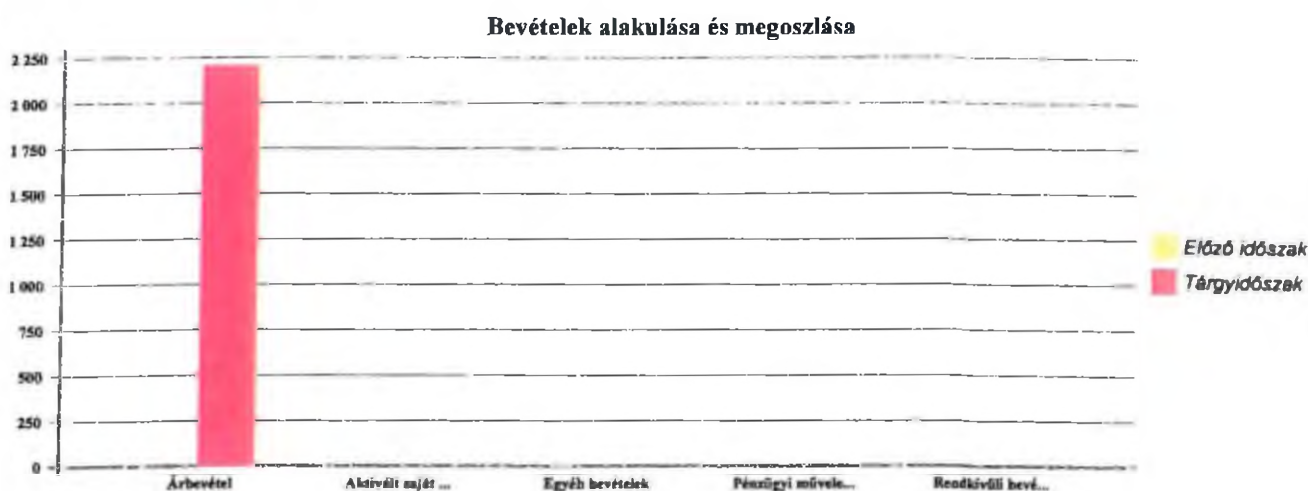 Bevételek alakulása és megoszlása
2 250
2 000
1 750
1 500
1 250
1 000
750
500
250
0
Árbevétel
Aktivált saját ...
Egyéb bevételek
Pénzügyi művele...
Rendkívüli bevé...
Előző időszak
Tárgyidőszak